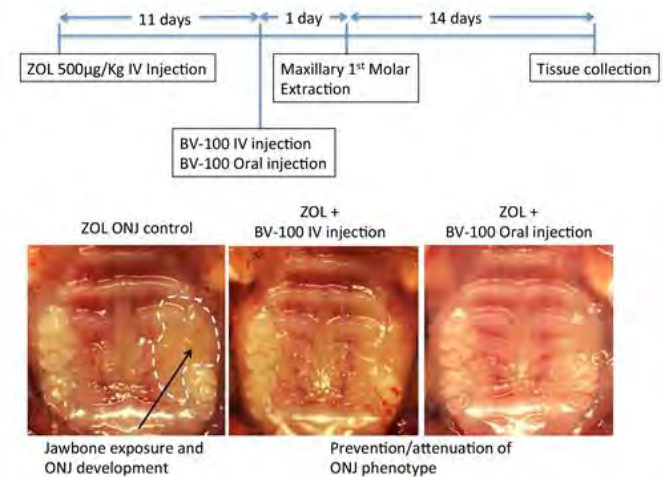 11 days
1 day
14 days
ZOL 500µg/Kg IV Injection
Maxillary 1st Molar
Extraction
Tissue collection
BV-100 IV injection
BV-100 Oral injection
ZOL ONJ control
ZOL +
BV-100 IV injection
ZOL +
BV-100 Oral injection
Jawbone exposure and
ONJ development
Prevention/attenuation of
ONJ phenotype